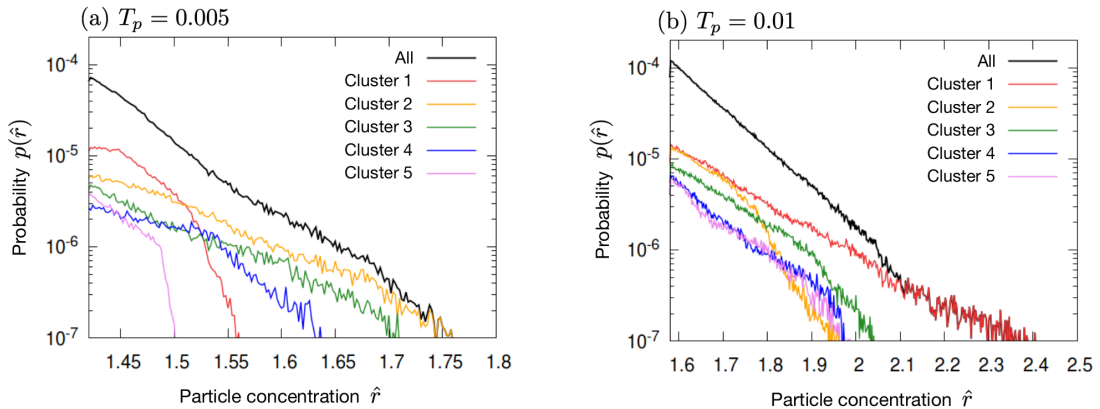 (a) $T_p = 0.005$
10⁻⁴
10⁻⁵
10⁻⁶
10⁻⁷
Probability $p(\hat{r})$
All
Cluster 1
Cluster 2
Cluster 3
Cluster 4
Cluster 5
1.45 1.5 1.55 1.6 1.65 1.7 1.75 1.8
Particle concentration $\hat{r}$
(b) $T_p = 0.01$
10⁻⁴
10⁻⁵
10⁻⁶
10⁻⁷
Probability $p(\hat{r})$
All
Cluster 1
Cluster 2
Cluster 3
Cluster 4
Cluster 5
1.6 1.7 1.8 1.9 2 2.1 2.2 2.3 2.4 2.5
Particle concentration $\hat{r}$